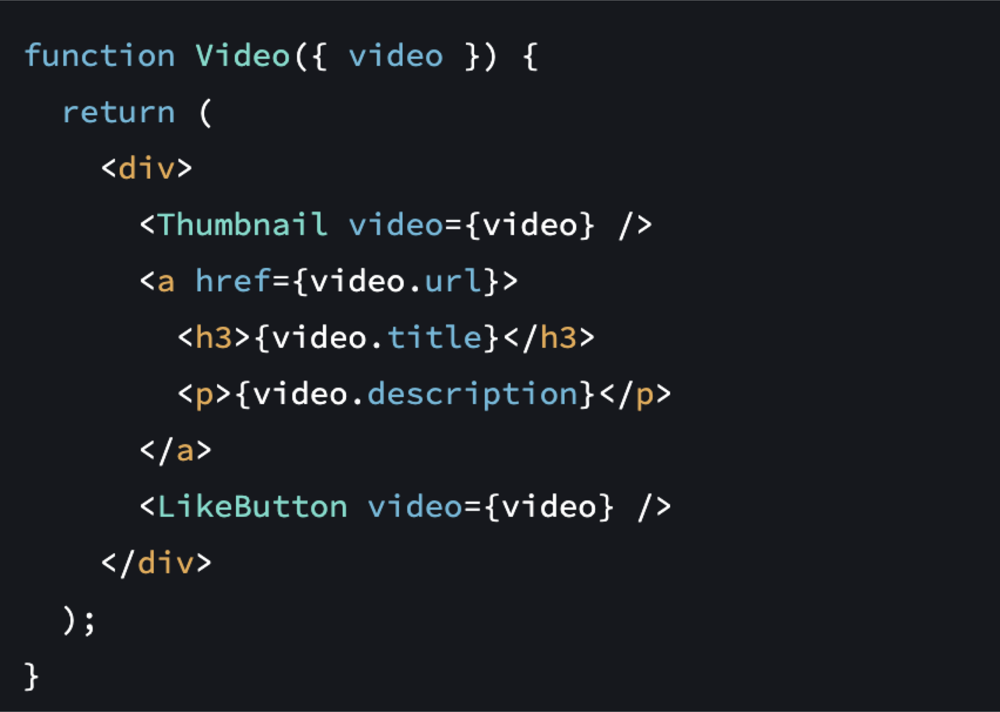 function Video({ video }) {
  return (
    <div>
      <Thumbnail video={video} />
      <a href={video.url}>
        <h3>{video.title}</h3>
        <p>{video.description}</p>
      </a>
      <LikeButton video={video} />
    </div>
  );
}